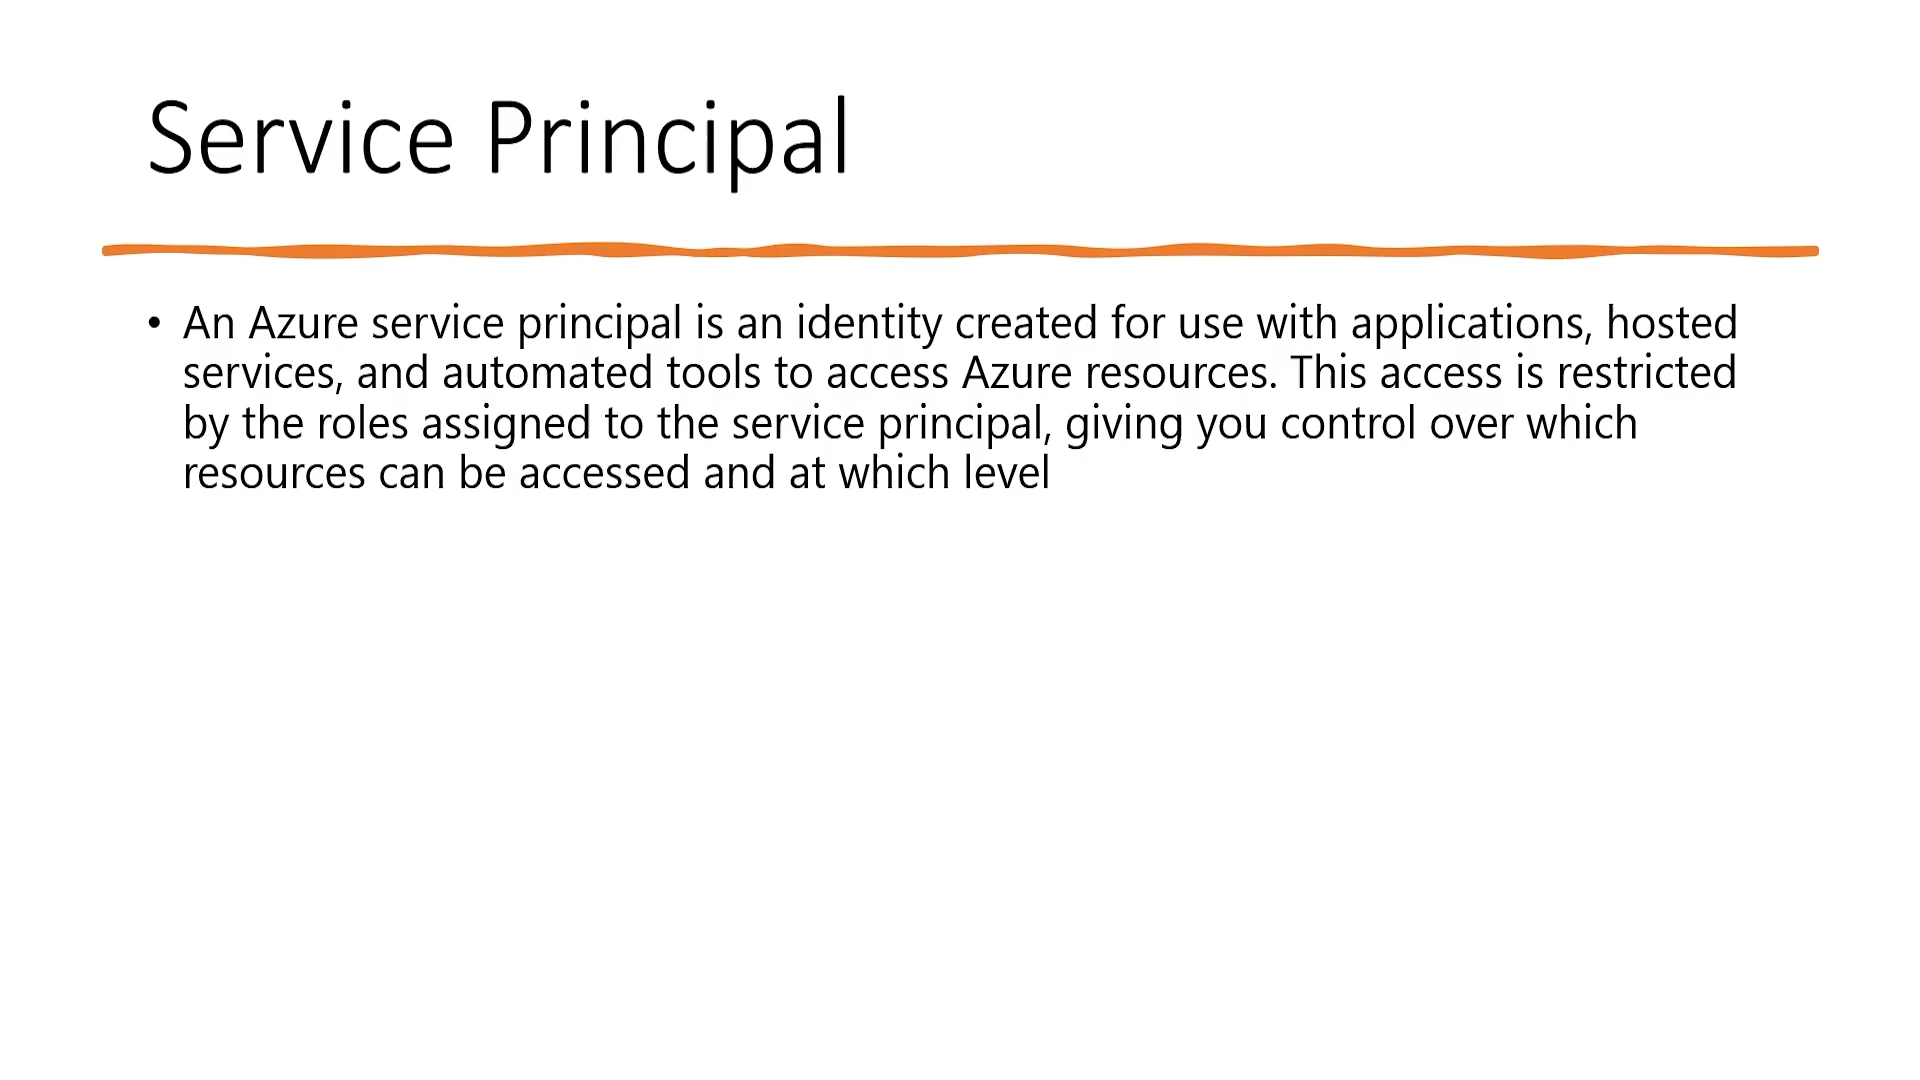 Service Principal
• An Azure service principal is an identity created for use with applications, hosted
services, and automated tools to access Azure resources. This access is restricted
by the roles assigned to the service principal, giving you control over which
resources can be accessed and at which level